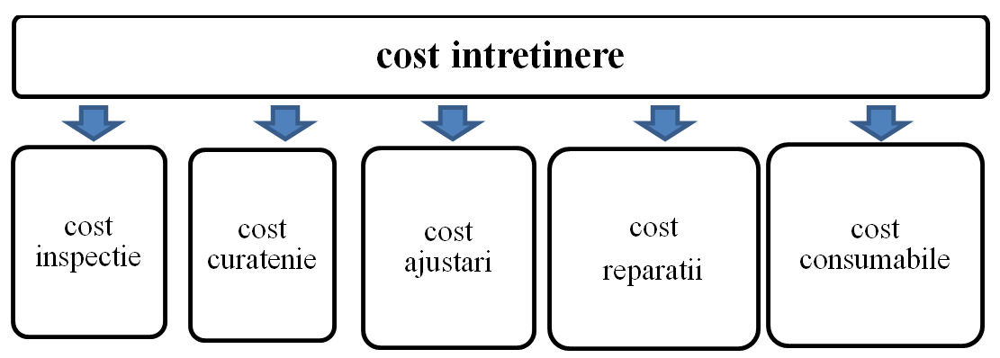 cost intretinere
cost
inspectie
cost
curatenie
cost
ajustari
cost
reparatii
cost
consumabile